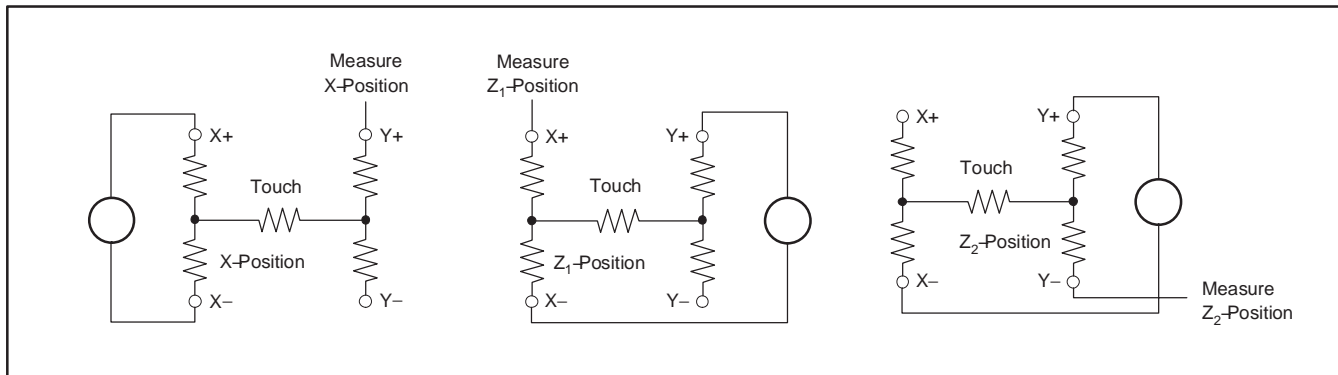 Measure
X–Position
X+
Y+
Touch
X–Position
X−
Y−
Measure
Z₁–Position
X+
Y+
Touch
Z₁–Position
X−
Y−
X+
Y+
Touch
Z₂–Position
X−
Y−
Measure
Z₂–Position